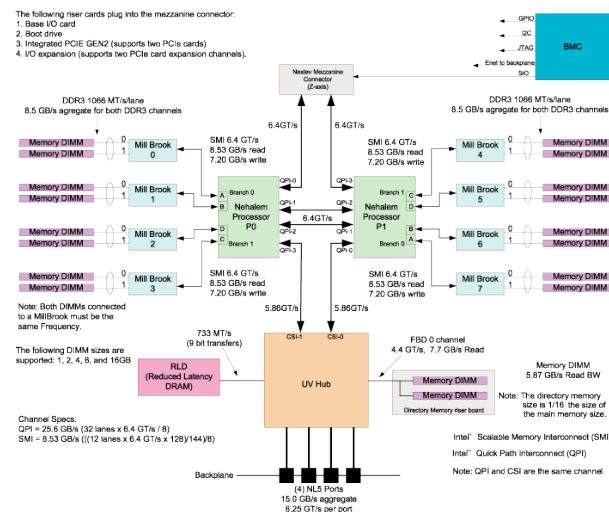 The following riser cards plug into the mezzanine connector:
1. Base I/O card
2. Boot drive
3. Integrated PCIE GEN2 (supports two PCIe cards)
4. I/O expansion (supports two PCIe card expansion channels).
GPIO
I2C
JTAG
Enet to backplane
SIO
BMC
Nexlev Mezzanine
Connector
(Z-axis)
DDR3 1066 MT/s/lane
8.5 GB/s agregate for both DDR3 channels
DDR3 1066 MT/s/lane
8.5 GB/s agregate for both DDR3 channels
6.4GT/s
6.4GT/s
Memory DIMM
Memory DIMM
0
1
Mill Brook
0
SMI 6.4 GT/s
8.53 GB/s read
7.20 GB/s write
SMI 6.4 GT/s
8.53 GB/s read
7.20 GB/s write
Mill Brook
4
0
1
Memory DIMM
Memory DIMM
Memory DIMM
Memory DIMM
0
1
Mill Brook
1
A
B
Branch 0
QPI-0
QPI-1
Nehalem
Processor
P0
D
C
Branch 1
QPI-2
QPI-3
6.4GT/s
QPI-3
QPI-2
Branch 1
C
D
Nehalem
Processor
P1
QPI-1
QPI-0
Branch 0
B
A
Mill Brook
5
0
1
Memory DIMM
Memory DIMM
Memory DIMM
Memory DIMM
0
1
Mill Brook
2
Mill Brook
6
0
1
Memory DIMM
Memory DIMM
Memory DIMM
Memory DIMM
0
1
Mill Brook
3
SMI 6.4 GT/s
8.53 GB/s read
7.20 GB/s write
SMI 6.4 GT/s
8.53 GB/s read
7.20 GB/s write
Mill Brook
7
0
1
Memory DIMM
Memory DIMM
Note: Both DIMMs connected
to a MillBrook must be the
same Frequency.
5.86GT/s
5.86GT/s
The following DIMM sizes are
supported: 1, 2, 4, 8, and 16GB
733 MT/s
(9 bit transfers)
CSI-1
CSI-0
FBD 0 channel
4.4 GT/s, 7.7 GB/s Read
RLD
(Reduced Latency
DRAM)
UV Hub
Memory DIMM
Memory DIMM
Directory Memory riser board
Memory DIMM
5.87 GB/s Read BW
Note: The directory memory
size is 1/16 the size of
the main memory size.
Channel Specs:
QPI = 25.6 GB/s (32 lanes x 6.4 GT/s / 8)
SMI = 8.53 GB/s (((12 lanes x 6.4 GT/s x 128)/144)/8)
Intel¨ Scalable Memory Interconnect (SMI
Intel¨ Quick Path Interconnect (QPI)
Note: QPI and CSI are the same channel.
Backplane
(4) NL5 Ports
15.0 GB/s aggregate
6.25 GT/s per port